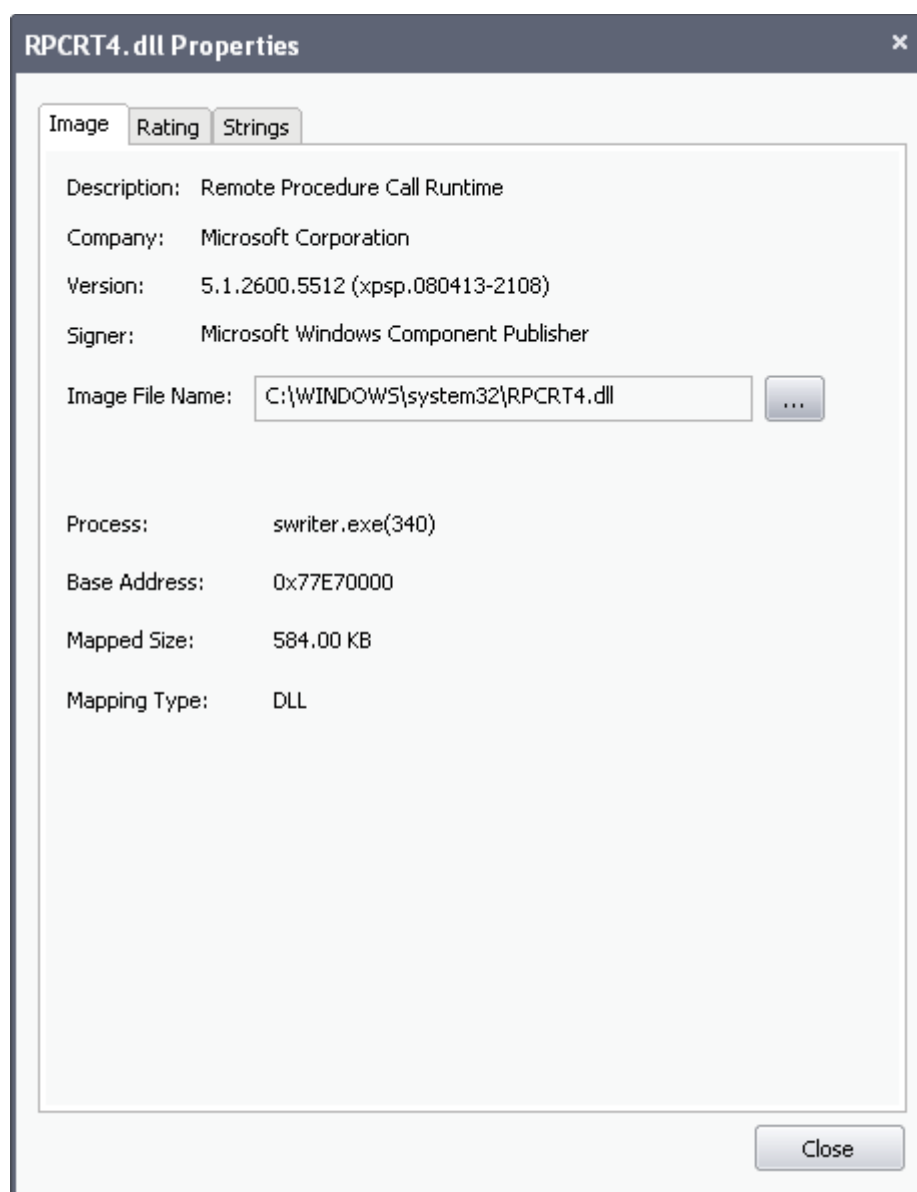 RPCRT4.dll Properties ×
Image Rating Strings
Description: Remote Procedure Call Runtime
Company: Microsoft Corporation
Version: 5.1.2600.5512 (xpsp.080413-2108)
Signer: Microsoft Windows Component Publisher
Image File Name: C:\WINDOWS\system32\RPCRT4.dll ...
Process: swriter.exe(340)
Base Address: 0x77E70000
Mapped Size: 584.00 KB
Mapping Type: DLL
Close